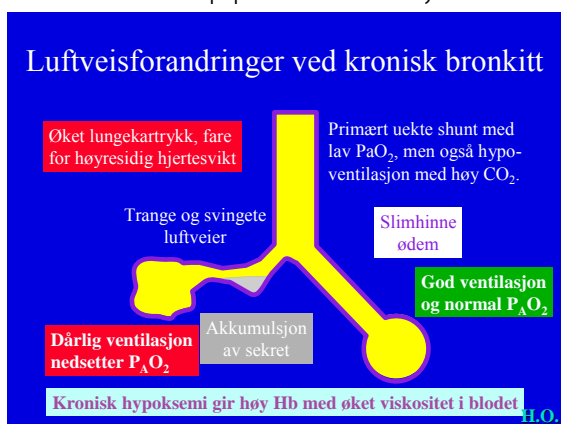 Luftveisforandringer ved kronisk bronkitt
Øket lungekartrykk, fare
for høyresidig hjertesvikt
Primært uekte shunt med
lav PaO₂, men også hypo-
ventilasjon med høy CO₂.
Trange og svingete
luftveier
Slimhinne
ødem
God ventilasjon
og normal PAO₂
Dårlig ventilasjon
nedsetter PAO₂
Akkumulsjon
av sekret
Kronisk hypoksemi gir høy Hb med øket viskositet i blodet
H.O.